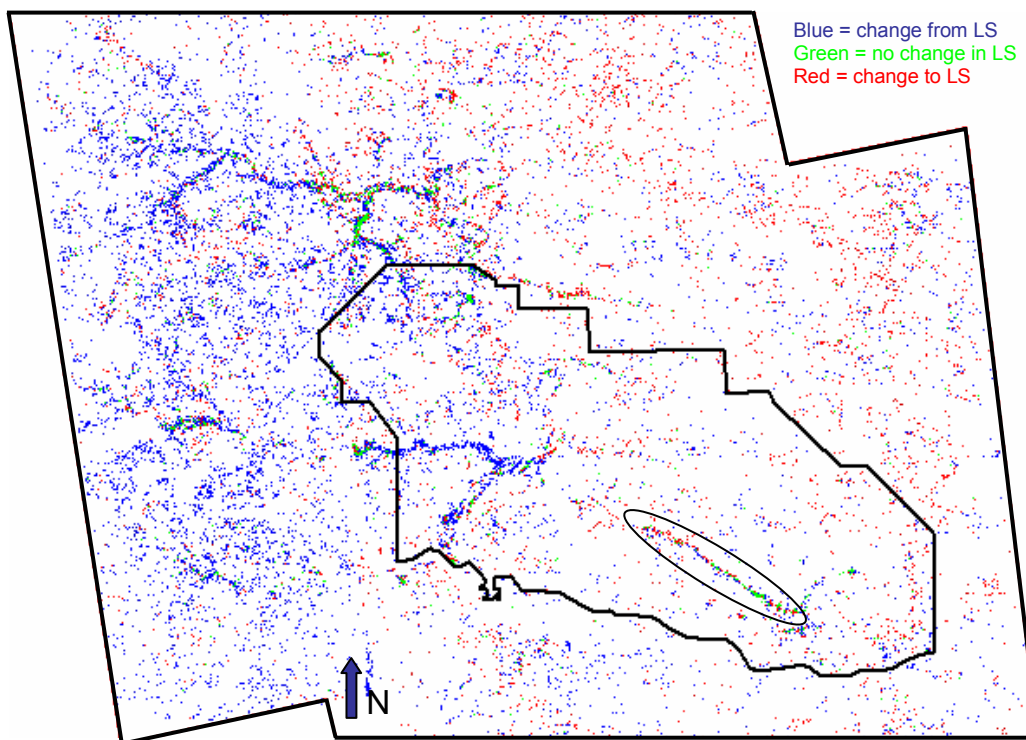 Blue = change from LS
Green = no change in LS
Red = change to LS
N